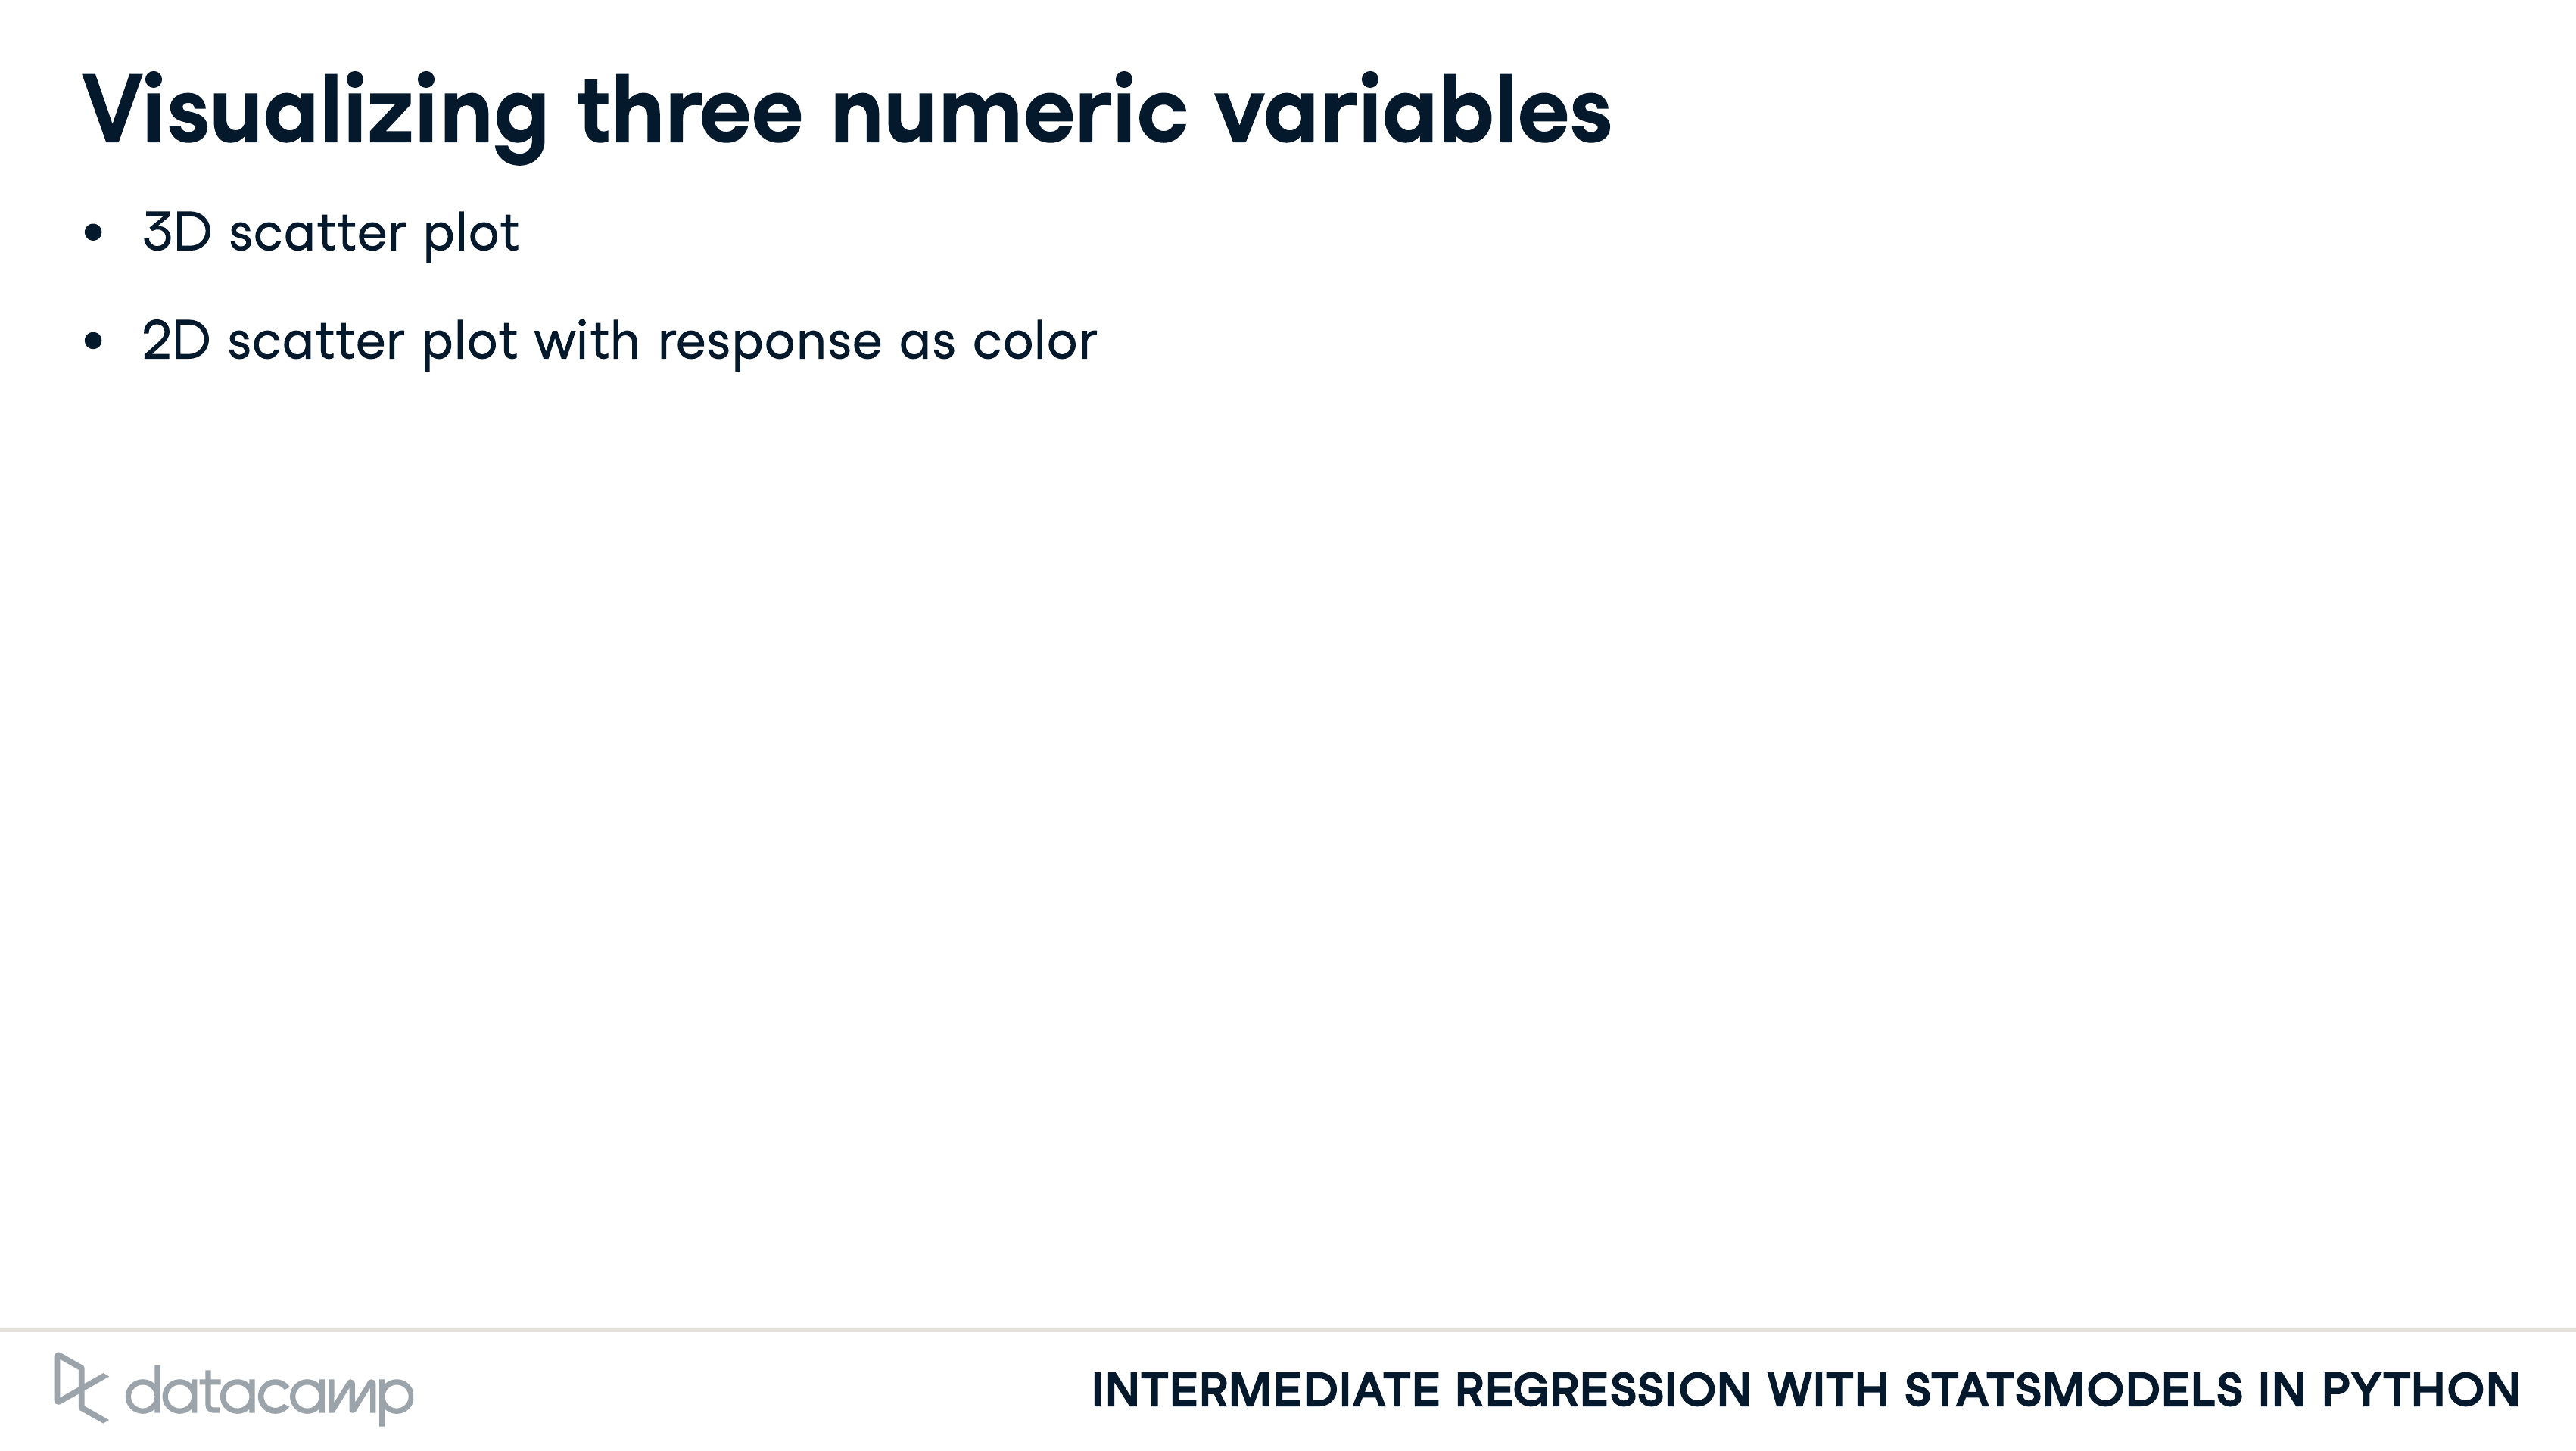 Visualizing three numeric variables
• 3D scatter plot
• 2D scatter plot with response as color
datacamp
INTERMEDIATE REGRESSION WITH STATSMODELS IN PYTHON